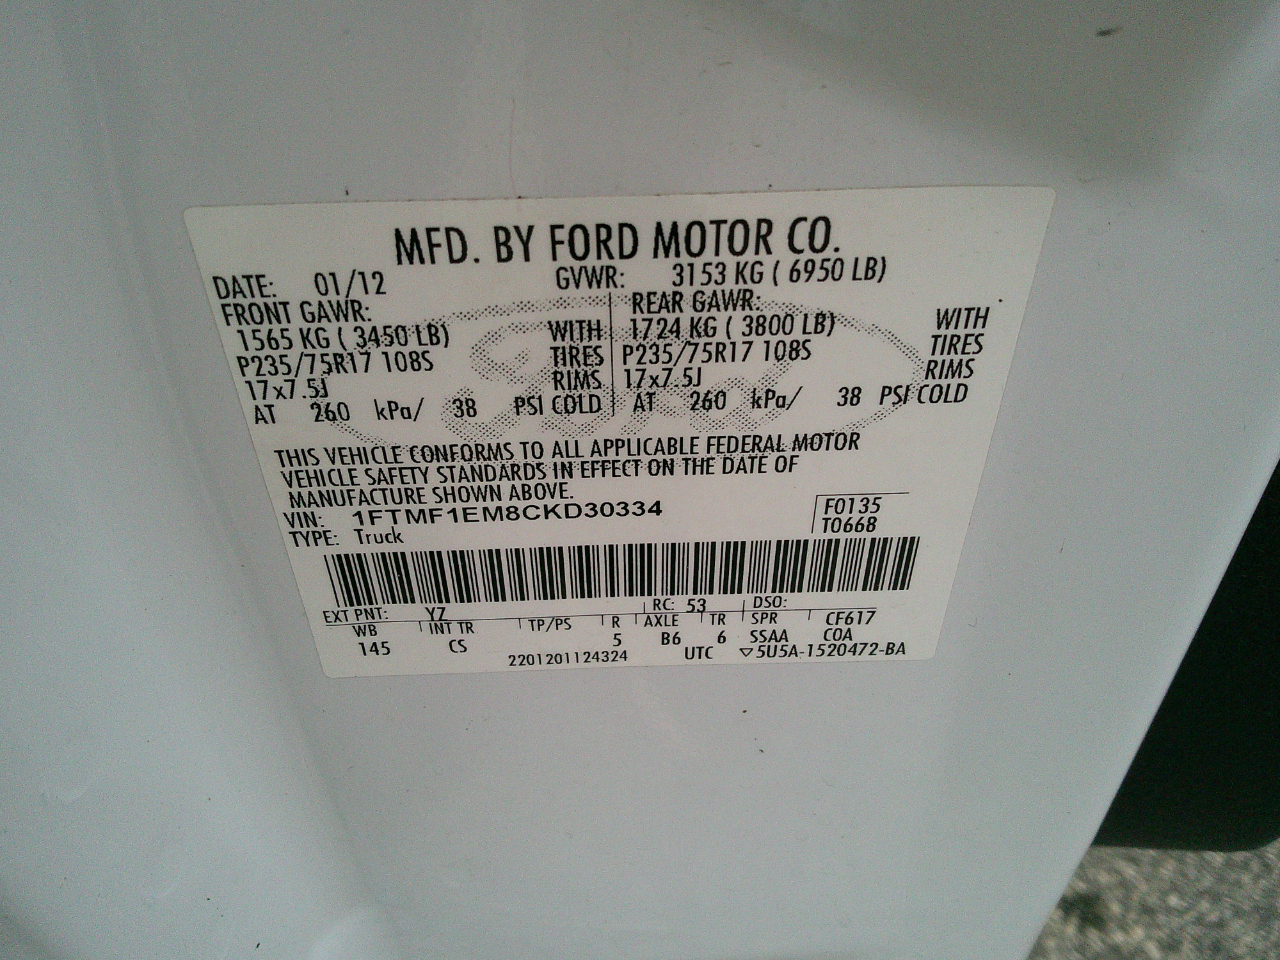 MFD. BY FORD MOTOR CO.
DATE: 01/12 GVWR: 3153 KG ( 6950 LB)
FRONT GAWR: REAR GAWR:
1565 KG ( 3450 LB) WITH 1724 KG ( 3800 LB) WITH
P235/75R17 108S TIRES P235/75R17 108S TIRES
17x7.5J RIMS 17x7.5J RIMS
AT 260 kPa/ 38 PSI COLD AT 260 kPa/ 38 PSI COLD
THIS VEHICLE CONFORMS TO ALL APPLICABLE FEDERAL MOTOR
VEHICLE SAFETY STANDARDS IN EFFECT ON THE DATE OF
MANUFACTURE SHOWN ABOVE.
VIN: 1FTMF1EM8CKD30334 F0135
TYPE: Truck T0668
EXT PNT: YZ RC: 53 DSO:
WB INT TR TP/PS R AXLE TR SPR CF617
145 CS 5 B6 6 SSAA COA
2201201124324 UTC ▽5U5A-1520472-BA